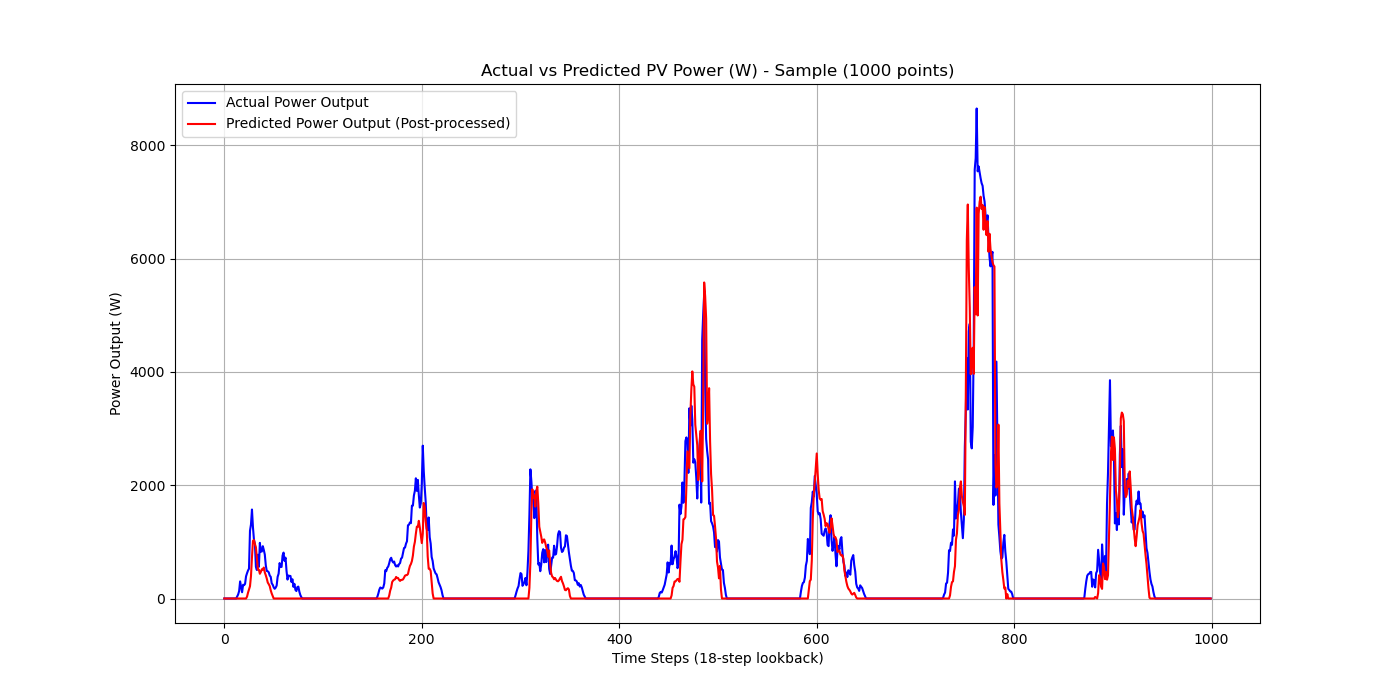 Actual vs Predicted PV Power (W) - Sample (1000 points)
Actual Power Output
Predicted Power Output (Post-processed)
8000
6000
4000
2000
0
Power Output (W)
0 200 400 600 800 1000
Time Steps (18-step lookback)